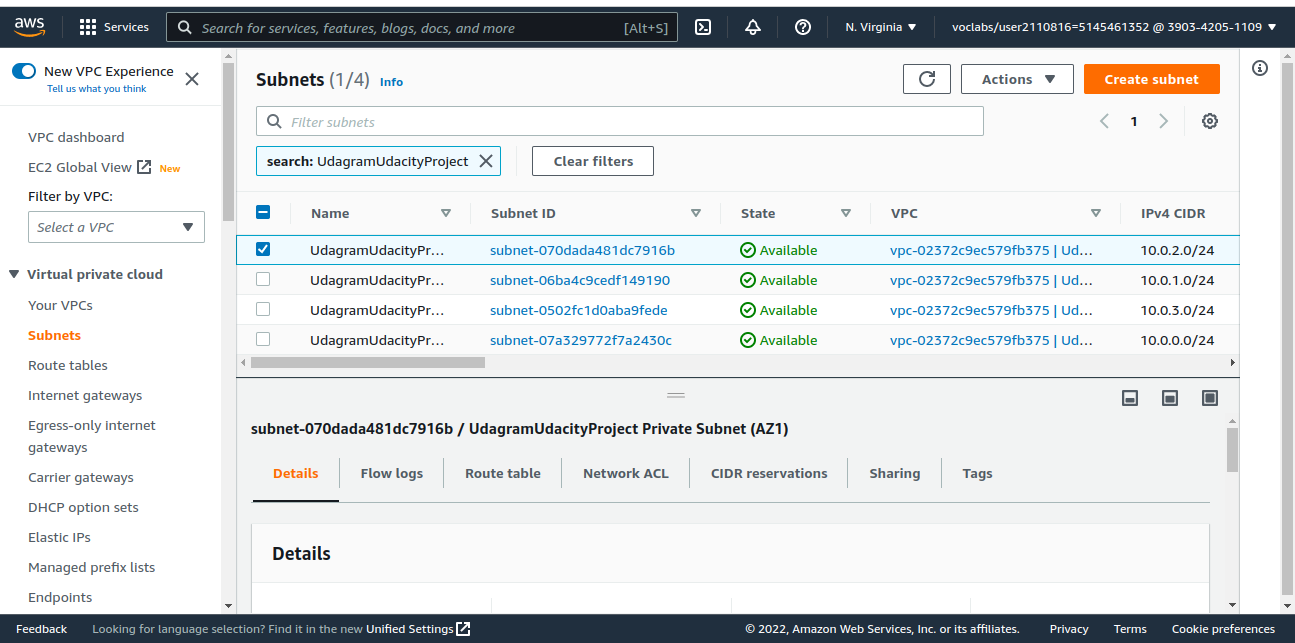 aws Services Search for services, features, blogs, docs, and more [Alt+S] N. Virginia ▼ voclabs/user2110816=5145461352 @ 3903-4205-1109 ▼
New VPC Experience
Tell us what you think
VPC dashboard
EC2 Global View New
Filter by VPC:
Select a VPC
Virtual private cloud
Your VPCs
Subnets
Route tables
Internet gateways
Egress-only internet
gateways
Carrier gateways
DHCP option sets
Elastic IPs
Managed prefix lists
Endpoints
Subnets (1/4) Info
Actions ▼ Create subnet
Filter subnets
1
search: UdagramUdacityProject
Clear filters
Name Subnet ID State VPC IPv4 CIDR
UdagramUdacityPr... subnet-070dada481dc7916b Available vpc-02372c9ec579fb375 | Ud... 10.0.2.0/24
UdagramUdacityPr... subnet-06ba4c9cedf149190 Available vpc-02372c9ec579fb375 | Ud... 10.0.1.0/24
UdagramUdacityPr... subnet-0502fc1d0aba9fede Available vpc-02372c9ec579fb375 | Ud... 10.0.3.0/24
UdagramUdacityPr... subnet-07a329772f7a2430c Available vpc-02372c9ec579fb375 | Ud... 10.0.0.0/24
subnet-070dada481dc7916b / UdagramUdacityProject Private Subnet (AZ1)
Details Flow logs Route table Network ACL CIDR reservations Sharing Tags
Details
Feedback Looking for language selection? Find it in the new Unified Settings © 2022, Amazon Web Services, Inc. or its affiliates. Privacy Terms Cookie preferences